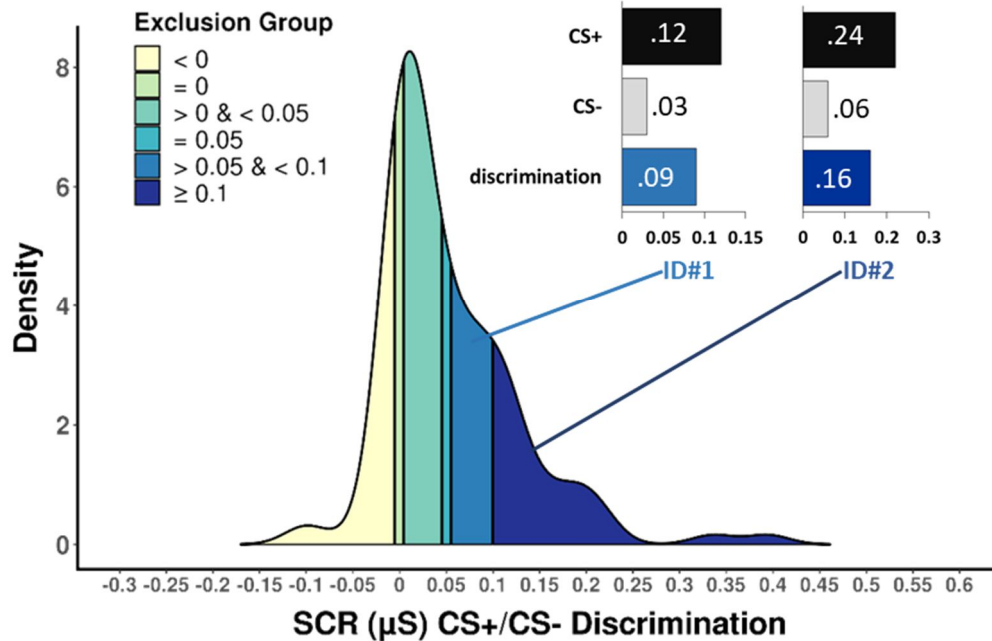 Exclusion Group
< 0
= 0
> 0 & < 0.05
= 0.05
> 0.05 & < 0.1
≥ 0.1
CS+ .12 .24
CS- .03 .06
discrimination .09 .16
0 0.05 0.1 0.15 0 0.1 0.2 0.3
ID#1 ID#2
Density
8
6
4
2
0
-0.3 -0.25 -0.2 -0.15 -0.1 -0.05 0 0.05 0.1 0.15 0.2 0.25 0.3 0.35 0.4 0.45 0.5 0.55 0.6
SCR (µS) CS+/CS- Discrimination